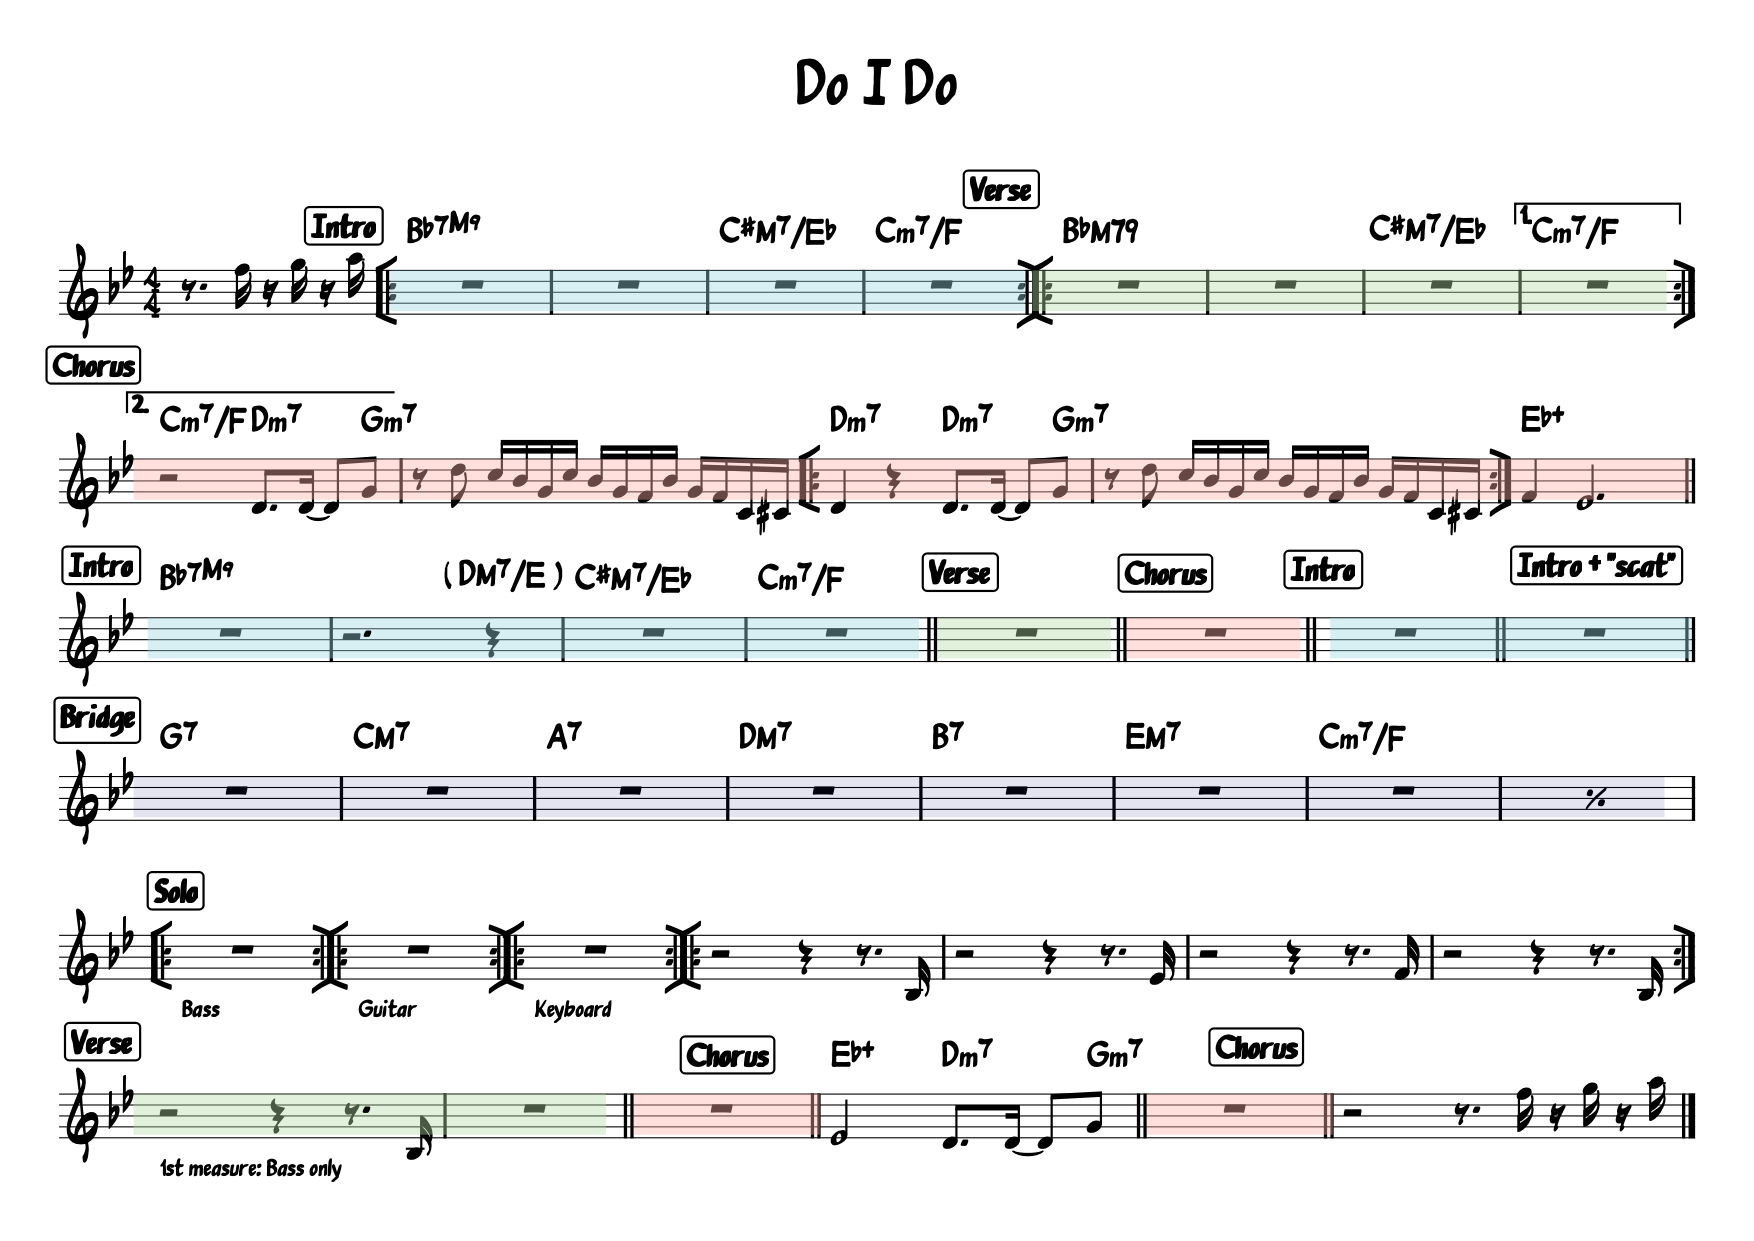 Do I Do
Verse
Intro Bb7M9 C#M7/Eb Cm7/F BbM79 C#M7/Eb 1. Cm7/F
4
4
Chorus
2. Cm7/F Dm7 Gm7 Dm7 Dm7 Gm7 Eb+
Intro Bb7M9 ( DM7/E ) C#M7/Eb Cm7/F Verse Chorus Intro Intro + "scat"
Bridge G7 CM7 A7 DM7 B7 EM7 Cm7/F
Solo
Bass Guitar Keyboard
Verse Chorus Eb+ Dm7 Gm7 Chorus
1st measure: Bass only